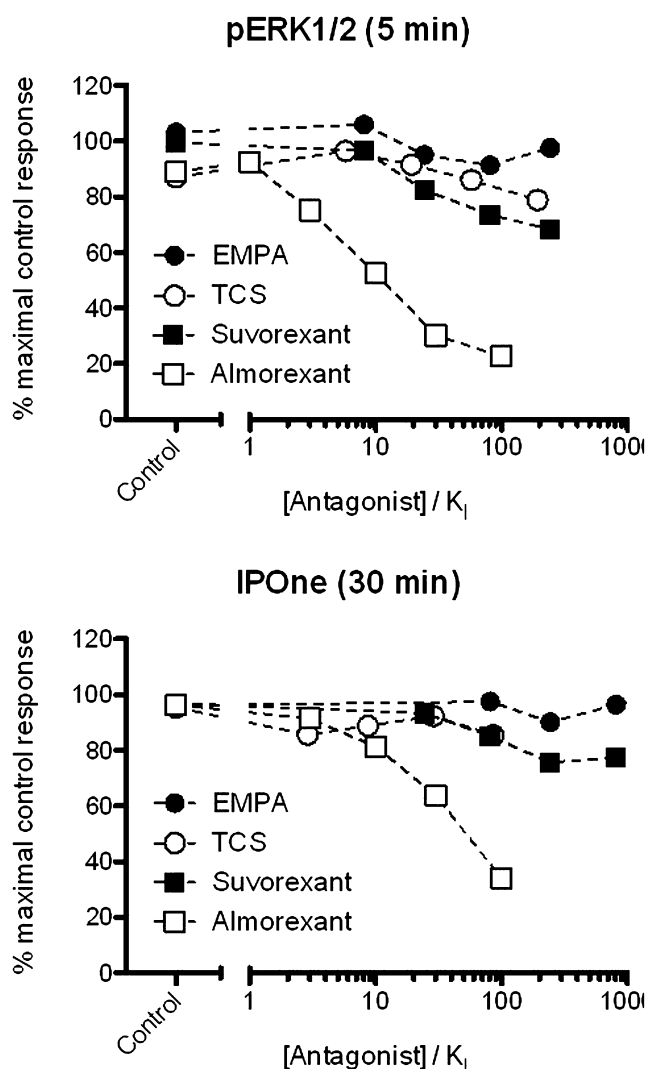 pERK1/2 (5 min)
% maximal control response
120
100
80
60
40
20
0
EMPA
TCS
Suvorexant
Almorexant
Control
1
10
100
1000
[Antagonist] / KI
IPOne (30 min)
% maximal control response
120
100
80
60
40
20
0
EMPA
TCS
Suvorexant
Almorexant
Control
1
10
100
1000
[Antagonist] / KI